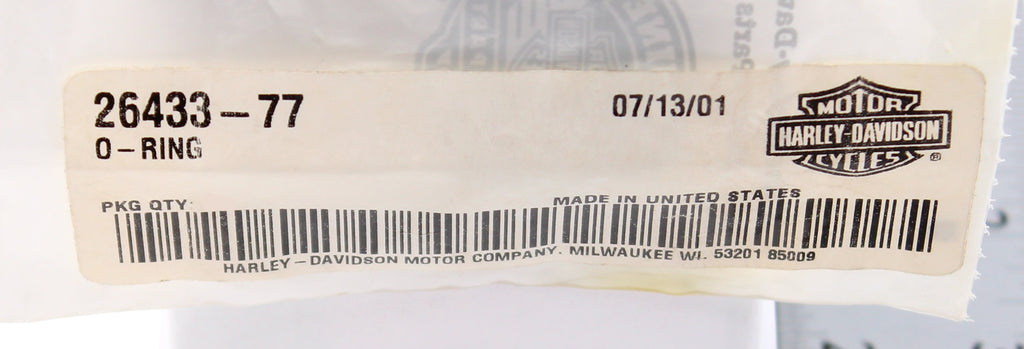 26433-77
O-RING
07/13/01
MOTOR
HARLEY-DAVIDSON
CYCLES
®
PKG QTY
MADE IN UNITED STATES
HARLEY-DAVIDSON MOTOR COMPANY. MILWAUKEE WI. 53201 85009